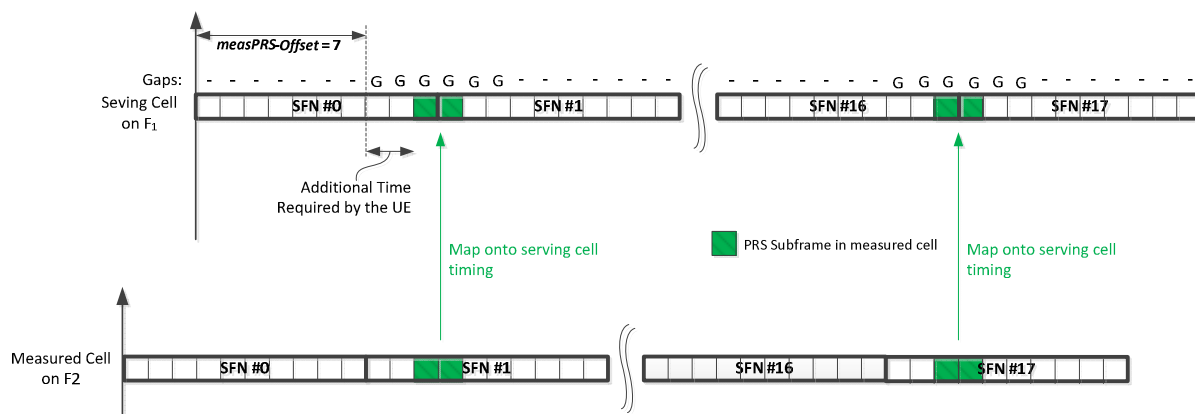 measPRS-Offset = 7
Gaps: - - - - - - - G G G G G G - - - - - - - - - - - - - - G G G G G G - - - - - - -
Seving Cell
on F1
SFN #0 SFN #1 SFN #16 SFN #17
Additional Time
Required by the UE
Map onto serving cell
timing
PRS Subframe in measured cell
Map onto serving cell
timing
Measured Cell
on F2
SFN #0 SFN #1 SFN #16 SFN #17